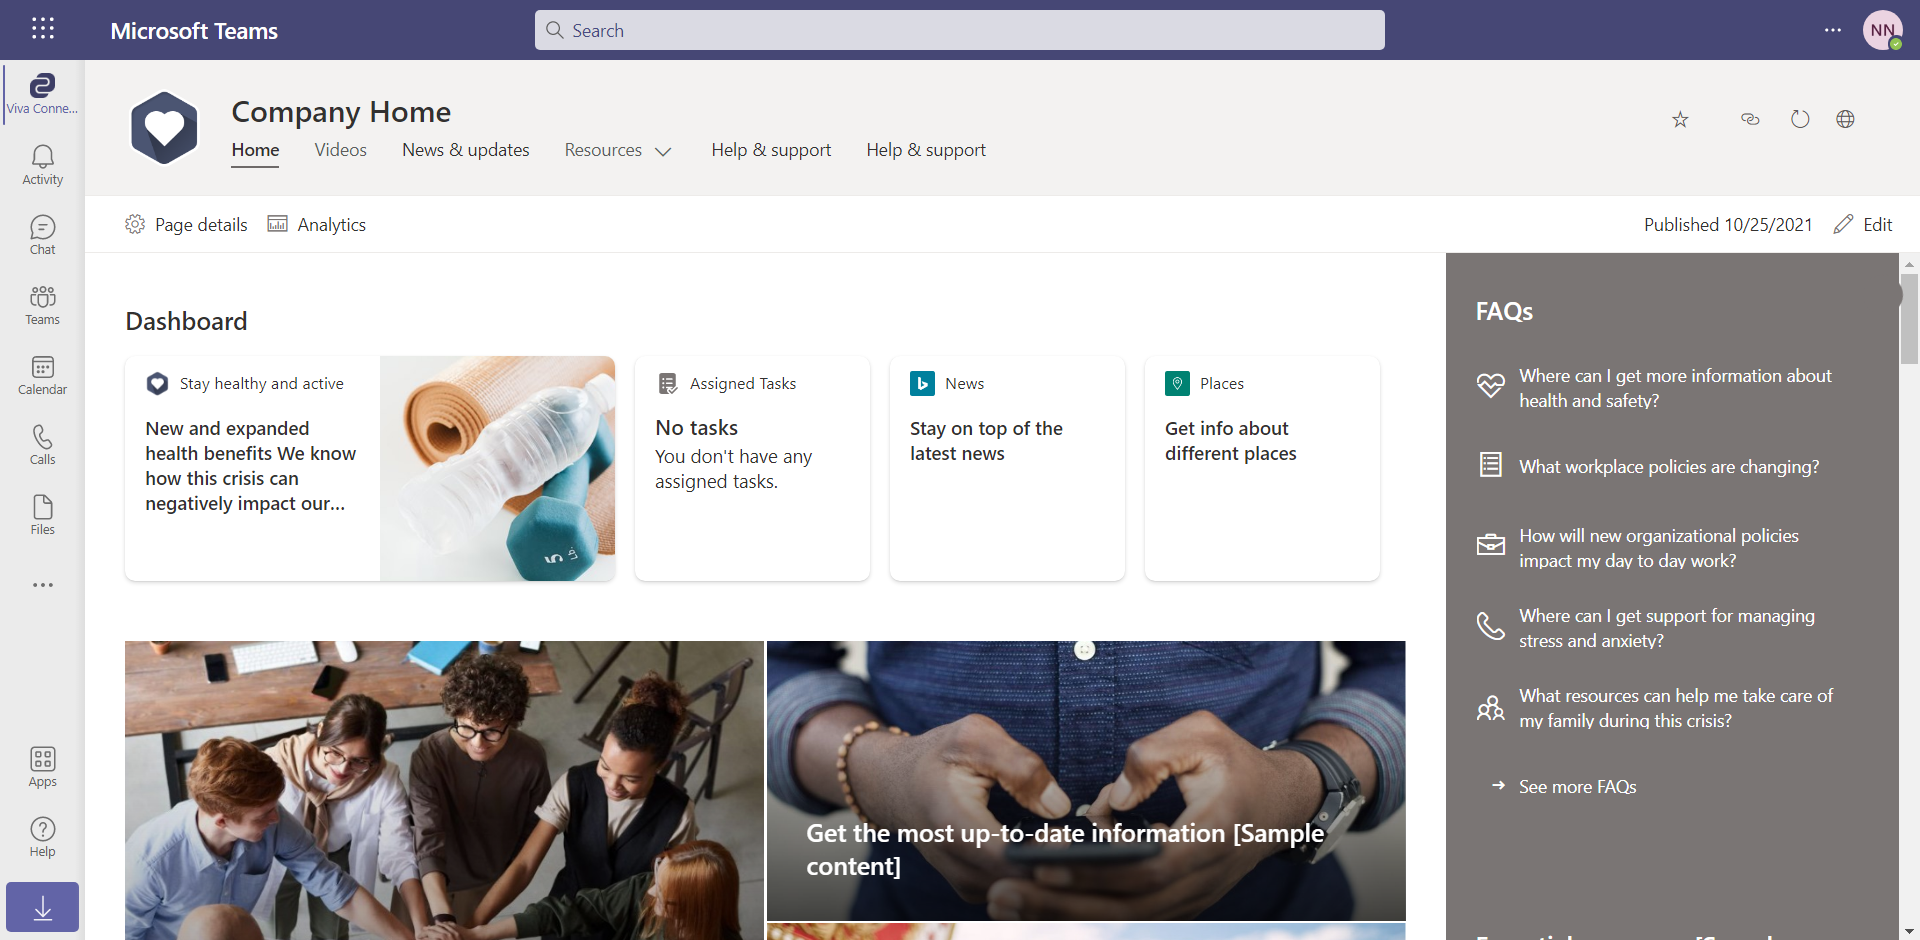 Microsoft Teams
Search
NN
Viva Conne...
Activity
Chat
Teams
Calendar
Calls
Files
Apps
Help
Company Home
Home
Videos
News & updates
Resources
Help & support
Help & support
Page details
Analytics
Published 10/25/2021
Edit
Dashboard
Stay healthy and active
New and expanded
health benefits We know
how this crisis can
negatively impact our...
5
Assigned Tasks
No tasks
You don't have any
assigned tasks.
News
Stay on top of the
latest news
Places
Get info about
different places
Get the most up-to-date information [Sample
content]
FAQs
Where can I get more information about
health and safety?
What workplace policies are changing?
How will new organizational policies
impact my day to day work?
Where can I get support for managing
stress and anxiety?
What resources can help me take care of
my family during this crisis?
See more FAQs